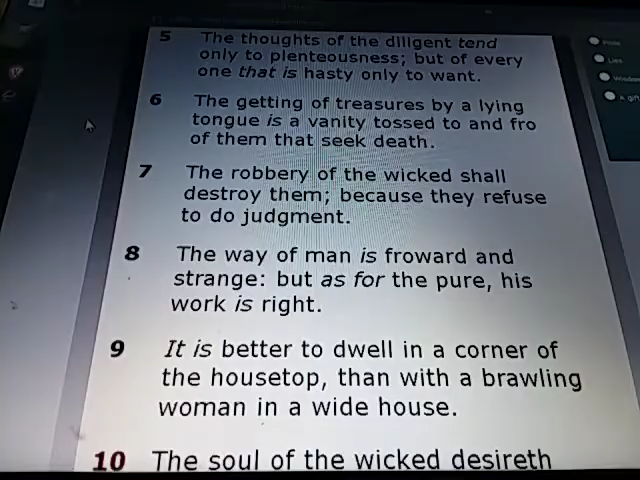 5 The thoughts of the diligent tend
only to plenteousness; but of every
one that is hasty only to want.
6 The getting of treasures by a lying
tongue is a vanity tossed to and fro
of them that seek death.
7 The robbery of the wicked shall
destroy them; because they refuse
to do judgment.
8 The way of man is froward and
strange: but as for the pure, his
work is right.
9 It is better to dwell in a corner of
the housetop, than with a brawling
woman in a wide house.
10 The soul of the wicked desireth
Lies
A gift